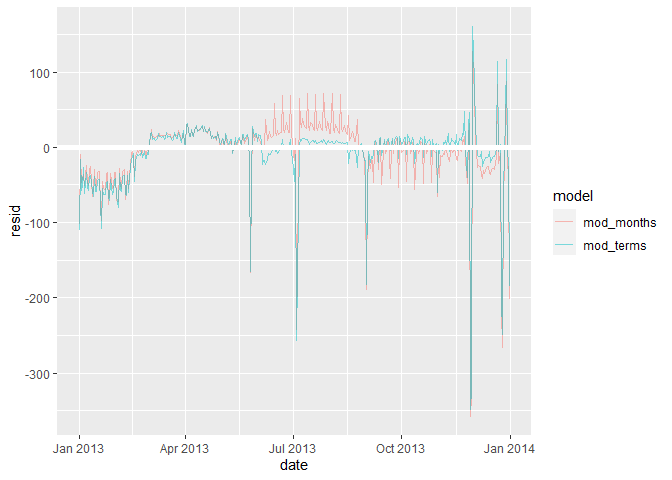 100
0
-100
-200
-300
resid
Jan 2013 Apr 2013 Jul 2013 Oct 2013 Jan 2014
date
model
mod_months
mod_terms